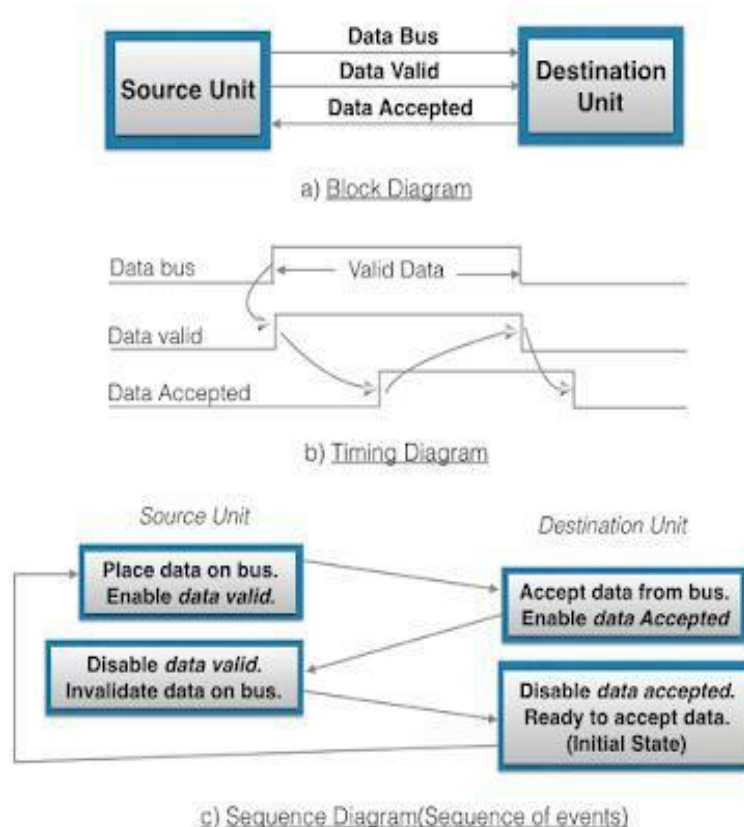 Data Bus
Source Unit
Data Valid
Destination
Unit
Data Accepted
a) Block Diagram
Data bus
Valid Data
Data valid
Data Accepted
b) Timing Diagram
Source Unit
Destination Unit
Place data on bus.
Enable data valid.
Accept data from bus.
Enable data Accepted
Disable data valid.
Invalidate data on bus.
Disable data accepted.
Ready to accept data.
(Initial State)
c) Sequence Diagram(Sequence of events)